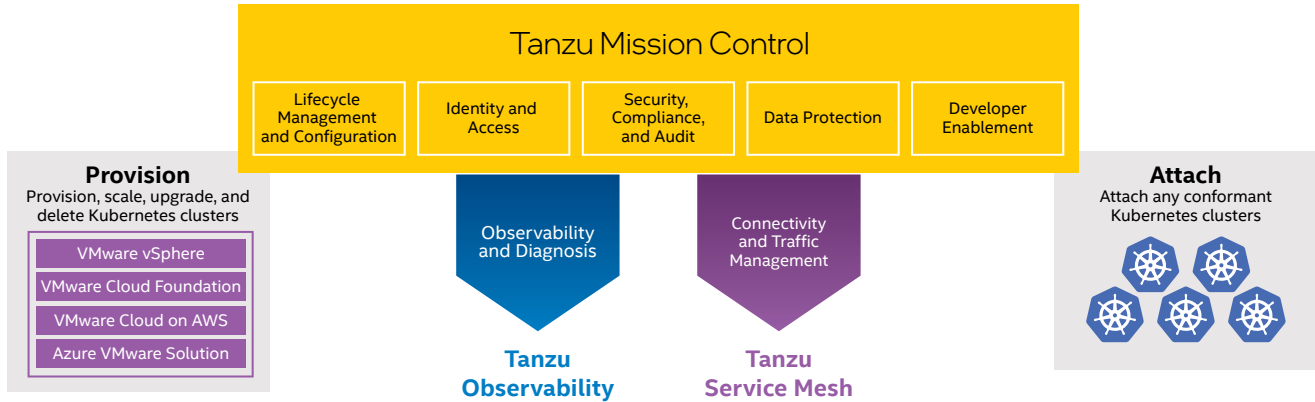 Tanzu Mission Control
Lifecycle
Management
and Configuration
Identity and
Access
Security,
Compliance,
and Audit
Data Protection
Developer
Enablement
Provision
Provision, scale, upgrade, and
delete Kubernetes clusters
VMware vSphere
VMware Cloud Foundation
VMware Cloud on AWS
Azure VMware Solution
Observability
and Diagnosis
Tanzu
Observability
Connectivity
and Traffic
Management
Tanzu
Service Mesh
Attach
Attach any conformant
Kubernetes clusters